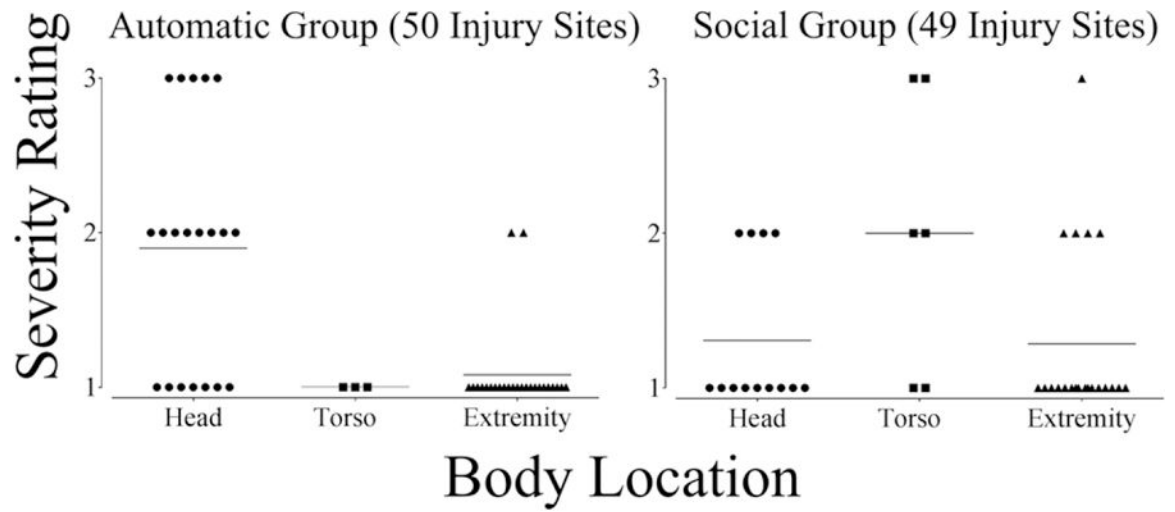 Automatic Group (50 Injury Sites)
Social Group (49 Injury Sites)
Severity Rating
3
2
1
Head Torso Extremity
3
2
1
Head Torso Extremity
Body Location